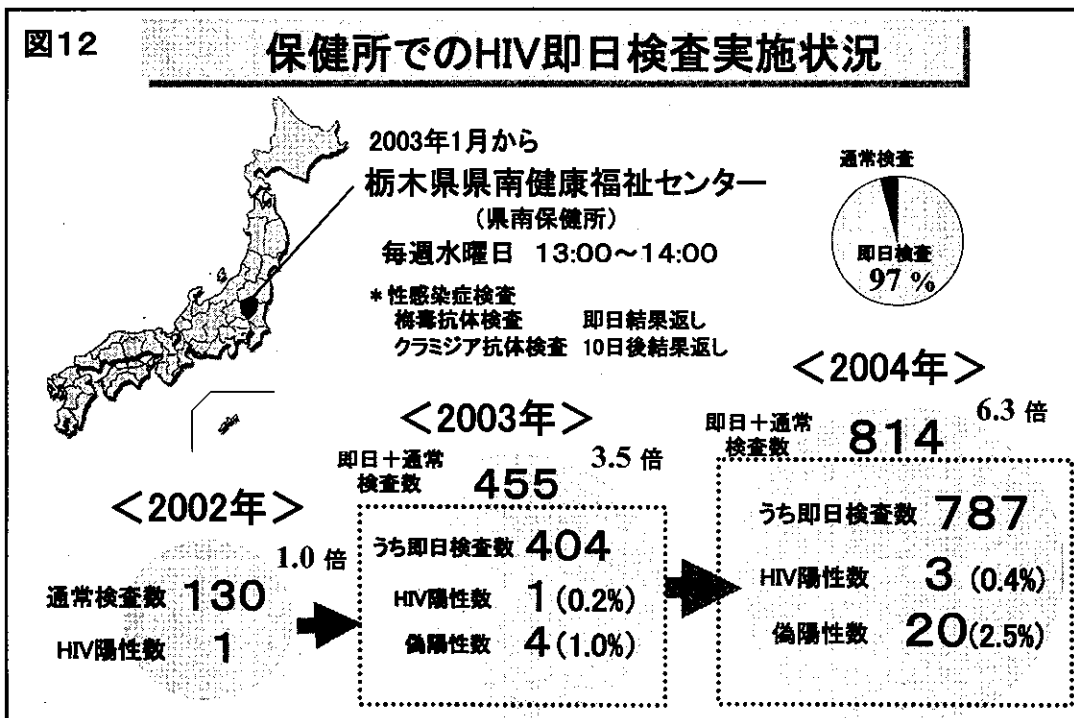 図12
保健所でのHIV即日検査実施状況
2003年1月から
栃木県県南健康福祉センター
(県南保健所)
毎週水曜日 13:00～14:00
*性感染症検査
梅毒抗体検査 即日結果返し
クラミジア抗体検査 10日後結果返し
通常検査
即日検査
97 %
＜2002年＞
1.0 倍
通常検査数 130
HIV陽性数 1
＜2003年＞
3.5 倍
即日＋通常
検査数 455
うち即日検査数 404
HIV陽性数 1(0.2%)
偽陽性数 4(1.0%)
＜2004年＞
6.3 倍
即日＋通常
検査数 814
うち即日検査数 787
HIV陽性数 3(0.4%)
偽陽性数 20(2.5%)